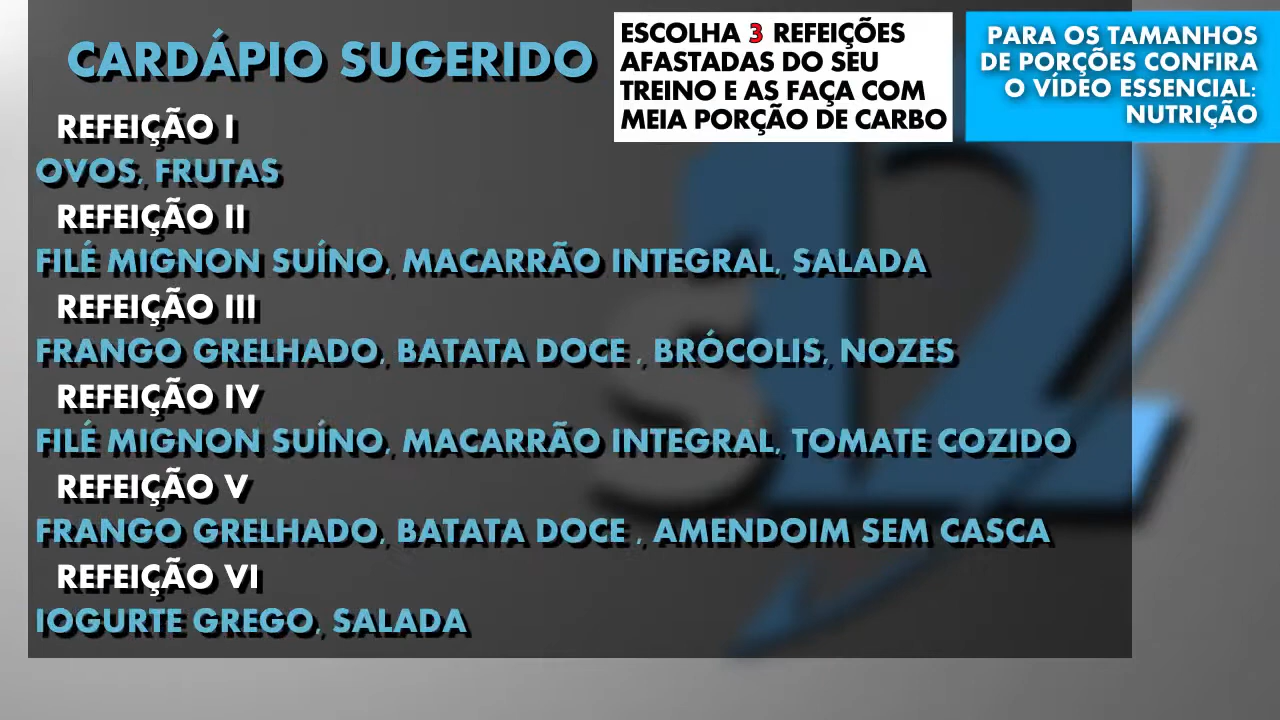 CARDÁPIO SUGERIDO
ESCOLHA 3 REFEIÇÕES
AFASTADAS DO SEU
TREINO E AS FAÇA COM
MEIA PORÇÃO DE CARBO
PARA OS TAMANHOS
DE PORÇÕES CONFIRA
O VÍDEO ESSENCIAL:
NUTRIÇÃO
REFEIÇÃO I
OVOS, FRUTAS
REFEIÇÃO II
FILÉ MIGNON SUÍNO, MACARRÃO INTEGRAL, SALADA
REFEIÇÃO III
FRANGO GRELHADO, BATATA DOCE , BRÓCOLIS, NOZES
REFEIÇÃO IV
FILÉ MIGNON SUÍNO, MACARRÃO INTEGRAL, TOMATE COZIDO
REFEIÇÃO V
FRANGO GRELHADO, BATATA DOCE , AMENDOIM SEM CASCA
REFEIÇÃO VI
IOGURTE GREGO, SALADA
S12